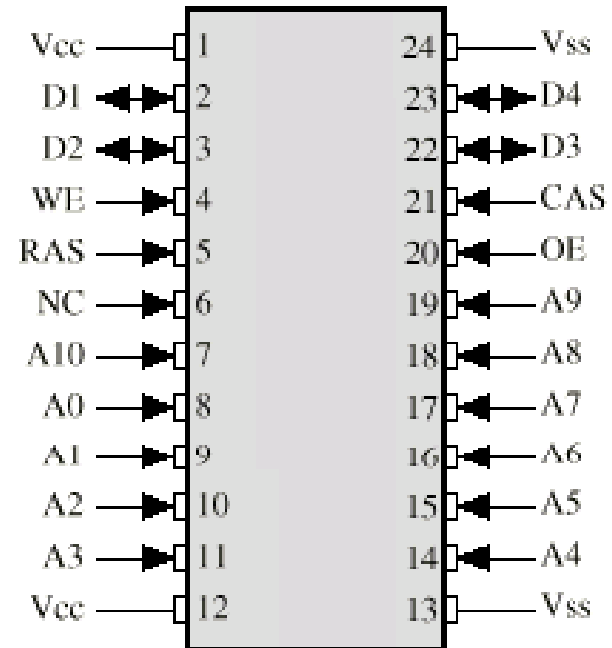 Vcc 1 24 Vss
D1 2 23 D4
D2 3 22 D3
WE 4 21 CAS
RAS 5 20 OE
NC 6 19 A9
A10 7 18 A8
A0 8 17 A7
A1 9 16 A6
A2 10 15 A5
A3 11 14 A4
Vcc 12 13 Vss